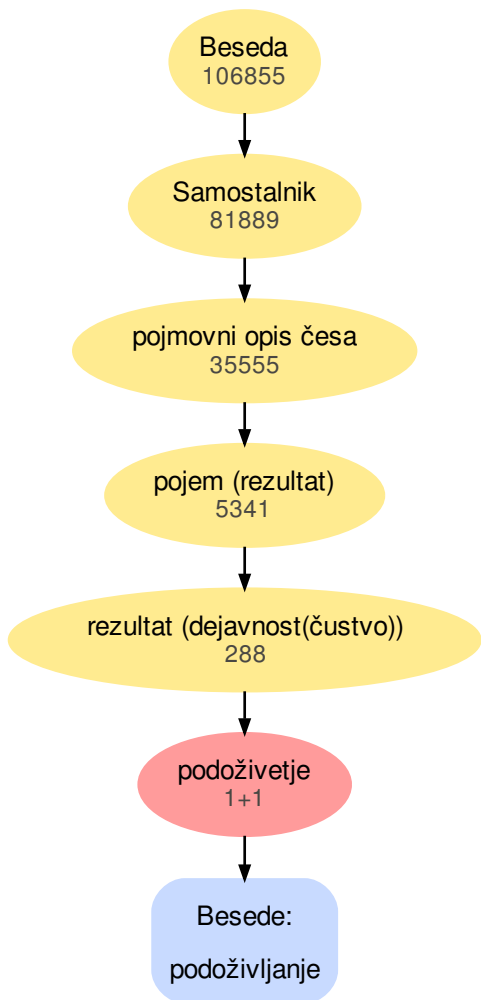 Beseda
106855
Samostalnik
81889
pojmovni opis česa
35555
pojem (rezultat)
5341
rezultat (dejavnost(čustvo))
288
podoživetje
1+1
Besede:
podoživljanje